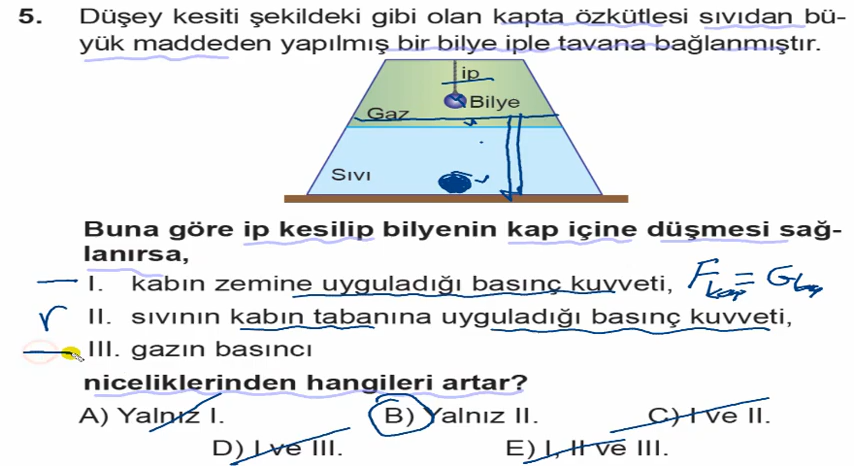 5. Düşey kesiti şekildeki gibi olan kapta özkütlesi sıvıdan bü-
yük maddeden yapılmış bir bilye iple tavana bağlanmıştır.
ip
Bilye
Gaz
Sıvı
Buna göre ip kesilip bilyenin kap içine düşmesi sağ-
lanırsa,
I. kabın zemine uyguladığı basınç kuvveti, F kap = G kap
II. sıvının kabın tabanına uyguladığı basınç kuvveti,
III. gazın basıncı
niceliklerinden hangileri artar?
A) Yalnız I. B) Yalnız II. C) I ve II.
D) I ve III. E) I, II ve III.